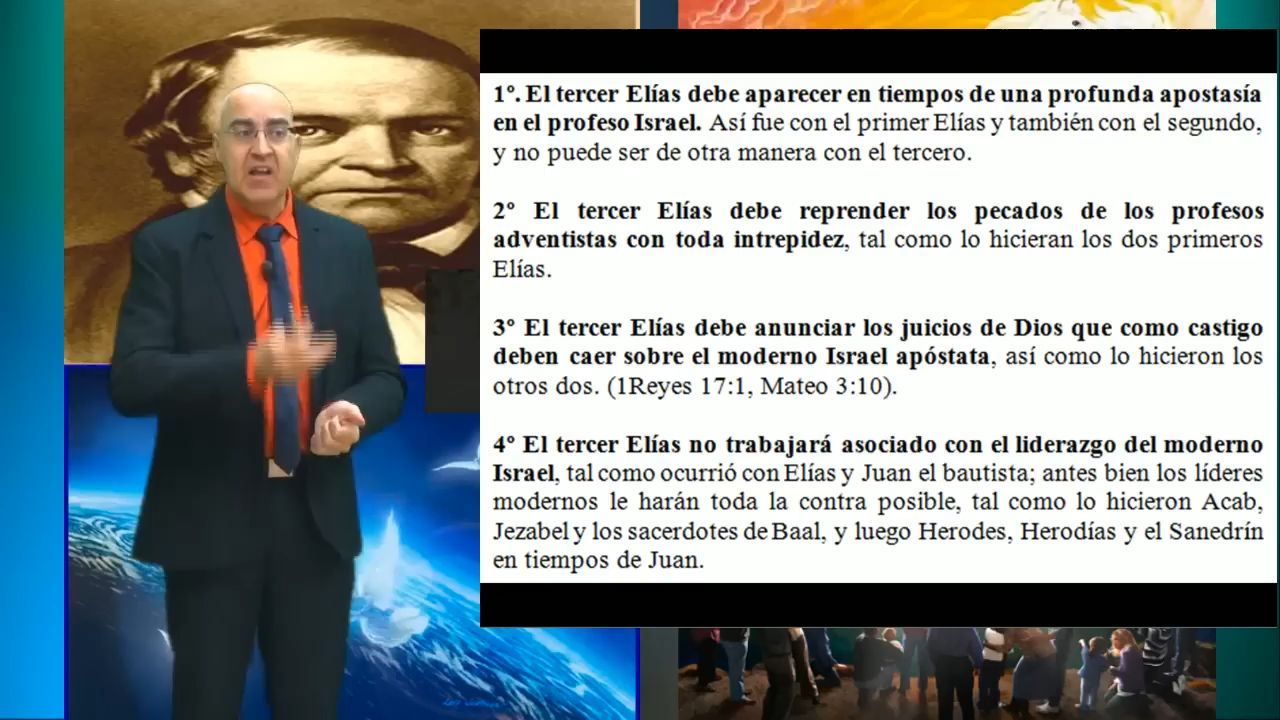 1º. El tercer Elías debe aparecer en tiempos de una profunda apostasía
en el profeso Israel. Así fue con el primer Elías y también con el segundo,
y no puede ser de otra manera con el tercero.
2º El tercer Elías debe reprender los pecados de los profesos
adventistas con toda intrepidez, tal como lo hicieran los dos primeros
Elías.
3º El tercer Elías debe anunciar los juicios de Dios que como castigo
deben caer sobre el moderno Israel apóstata, así como lo hicieron los
otros dos. (1Reyes 17:1, Mateo 3:10).
4º El tercer Elías no trabajará asociado con el liderazgo del moderno
Israel, tal como ocurrió con Elías y Juan el bautista; antes bien los líderes
modernos le harán toda la contra posible, tal como lo hicieron Acab,
Jezabel y los sacerdotes de Baal, y luego Herodes, Herodías y el Sanedrín
en tiempos de Juan.